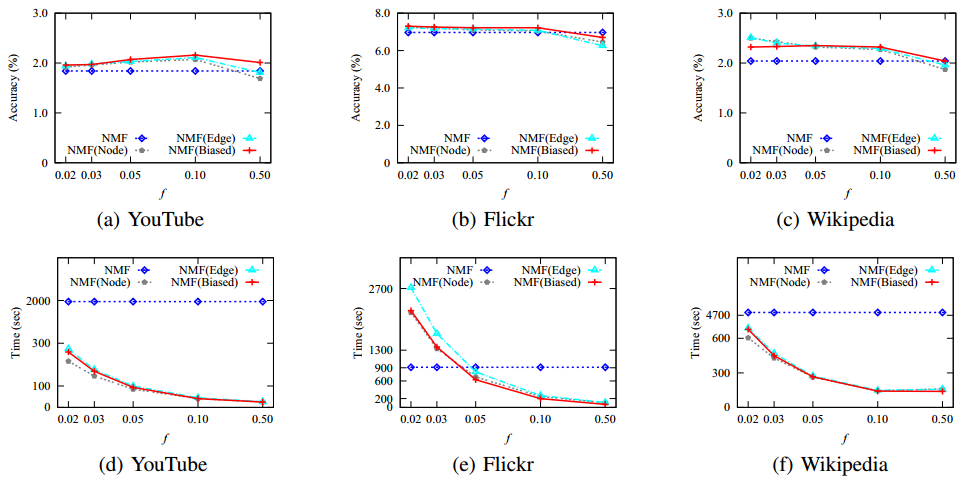 3.0
2.0
1.0
0
Accuracy (%)
NMF
NMF(Edge)
NMF(Node)
NMF(Biased)
0.02 0.03 0.05 0.10 0.50
f
(a) YouTube
8.0
6.0
4.0
2.0
0
Accuracy (%)
NMF
NMF(Edge)
NMF(Node)
NMF(Biased)
0.02 0.03 0.05 0.10 0.50
f
(b) Flickr
3.0
2.0
1.0
0
Accuracy (%)
NMF
NMF(Edge)
NMF(Node)
NMF(Biased)
0.02 0.03 0.05 0.10 0.50
f
(c) Wikipedia
NMF
NMF(Edge)
NMF(Node)
NMF(Biased)
2000
300
100
0
Time (sec)
0.02 0.03 0.05 0.10 0.50
f
(d) YouTube
NMF
NMF(Edge)
NMF(Node)
NMF(Biased)
2700
1300
900
600
200
0
Time (sec)
0.02 0.03 0.05 0.10 0.50
f
(e) Flickr
NMF
NMF(Edge)
NMF(Node)
NMF(Biased)
4700
600
300
0
Time (sec)
0.02 0.03 0.05 0.10 0.50
f
(f) Wikipedia